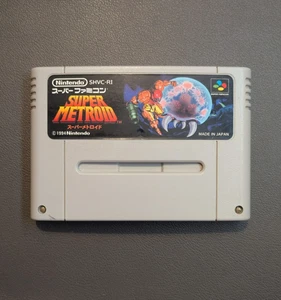 Nintendo SHVC-RI
スーパーファミコン
SUPER
METROID
スーパーメトロイド
© 1994 Nintendo
MADE IN JAPAN